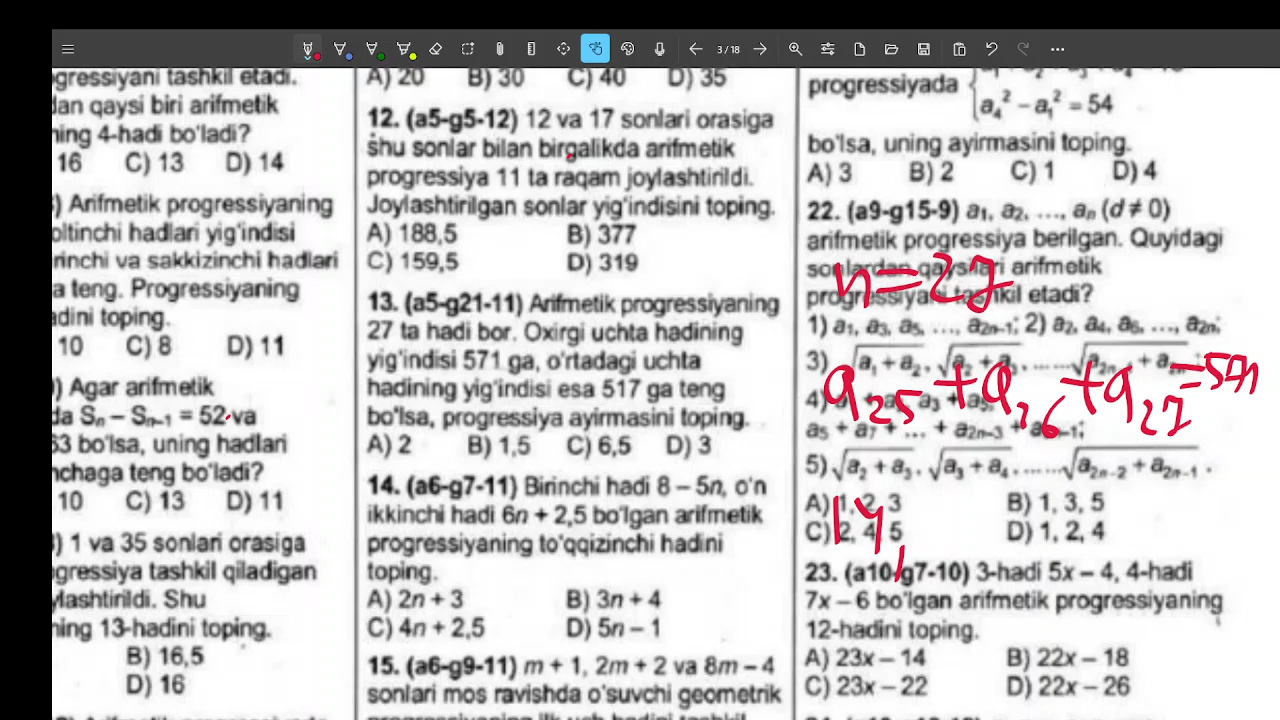 3 / 18
gressiyani tashkil etadi.
dan qaysi biri arifmetik
ning 4-hadi bo'ladi?
16 C) 13 D) 14
) Arifmetik progressiyaning
oltinchi hadlari yig'indisi
rinchi va sakkizinchi hadlari
a teng. Progressiyaning
adini toping.
10 C) 8 D) 11
) Agar arifmetik
da Sn – Sn–1 = 52 va
63 bo'lsa, uning hadlari
nchaga teng bo'ladi?
10 C) 13 D) 11
) 1 va 35 sonlari orasiga
gressiya tashkil qiladigan
ylashtirildi. Shu
ning 13-hadini toping.
B) 16,5
D) 16
A) 20 B) 30 C) 40 D) 35
12. (a5-g5-12) 12 va 17 sonlari orasiga
shu sonlar bilan birgalikda arifmetik
progressiya 11 ta raqam joylashtirildi.
Joylashtirilgan sonlar yig'indisini toping.
A) 188,5 B) 377
C) 159,5 D) 319
13. (a5-g21-11) Arifmetik progressiyaning
27 ta hadi bor. Oxirgi uchta hadining
yig'indisi 571 ga, o'rtadagi uchta
hadining yig'indisi esa 517 ga teng
bo'lsa, progressiya ayirmasini toping.
A) 2 B) 1,5 C) 6,5 D) 3
14. (a6-g7-11) Birinchi hadi 8 – 5n, o'n
ikkinchi hadi 6n + 2,5 bo'lgan arifmetik
progressiyaning to'qqizinchi hadini
toping.
A) 2n + 3 B) 3n + 4
C) 4n + 2,5 D) 5n – 1
15. (a6-g9-11) m + 1, 2m + 2 va 8m – 4
sonlari mos ravishda o'suvchi geometrik
progressiyada
a₄² – a₁² = 54
bo'lsa, uning ayirmasini toping.
A) 3 B) 2 C) 1 D) 4
22. (a9-g15-9) a1, a2, ..., an (d ≠ 0)
arifmetik progressiya berilgan. Quyidagi
sonlardan qaysilari arifmetik
n=27
progressiyani tashkil etadi?
1) a1, a3, a5, ..., a2n–1; 2) a2, a4, a6, ..., a2n;
3) √(a1 + a2),
a25 + a26 + a27 = 571
a5 + a7 + ... + a2n–3 +
5) √(a2 + a3), √(a3 + a4), ......√(a2n–2 + a2n–1).
A) 1, 2, 3 B) 1, 3, 5
14,
C) 2, 4, 5 D) 1, 2, 4
23. (a10-g7-10) 3-hadi 5x – 4, 4-hadi
7x – 6 bo'lgan arifmetik progressiyaning
12-hadini toping.
A) 23x – 14 B) 22x – 18
C) 23x – 22 D) 22x – 26